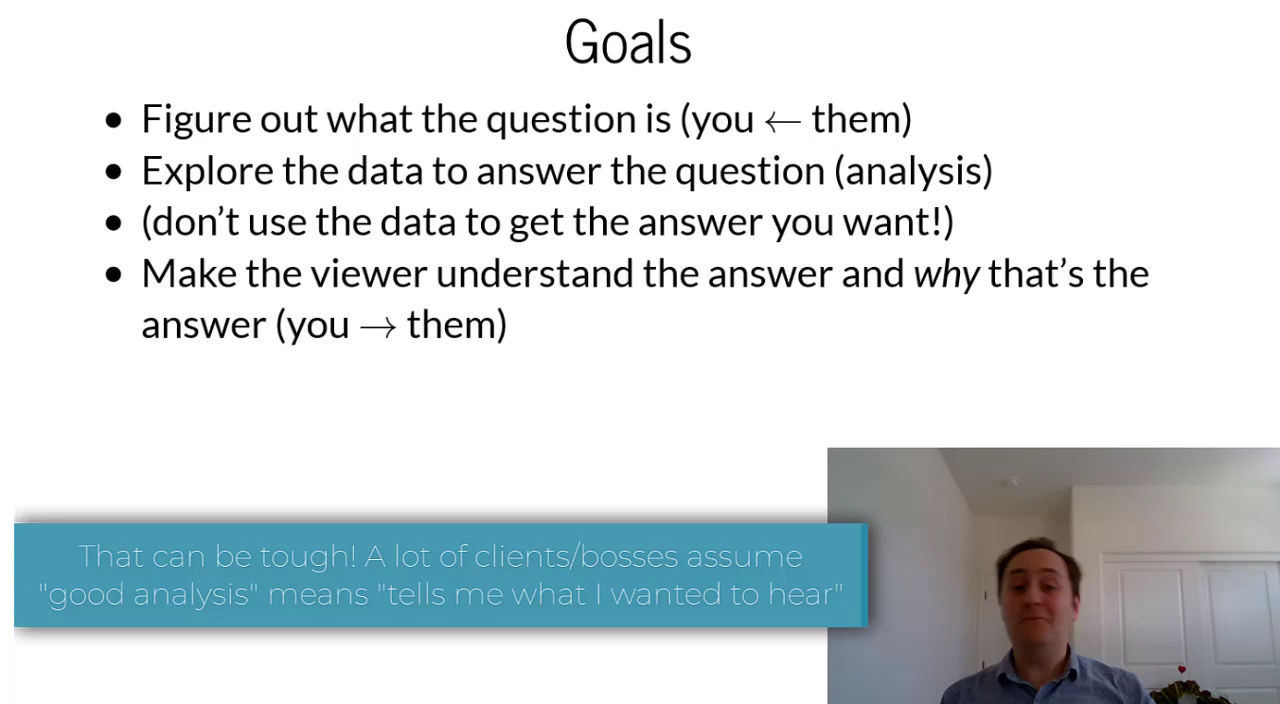 Goals
• Figure out what the question is (you ← them)
• Explore the data to answer the question (analysis)
• (don't use the data to get the answer you want!)
• Make the viewer understand the answer and why that's the
answer (you → them)
That can be tough! A lot of clients/bosses assume
"good analysis" means "tells me what I wanted to hear"